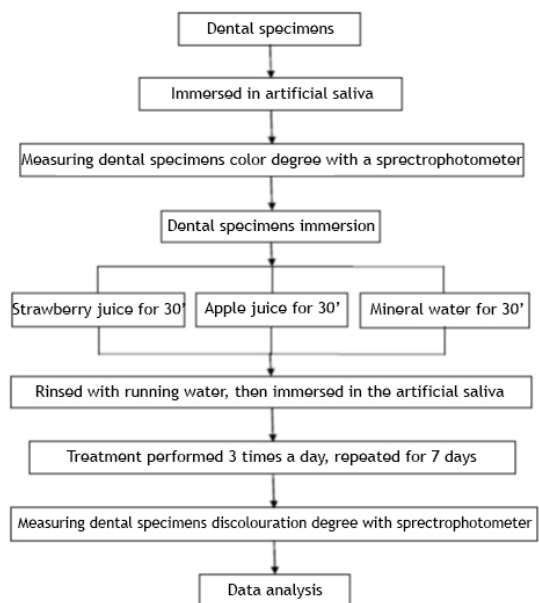 Dental specimens
Immersed in artificial saliva
Measuring dental specimens color degree with a sprectrophotometer
Dental specimens immersion
Strawberry juice for 30'
Apple juice for 30'
Mineral water for 30'
Rinsed with running water, then immersed in the artificial saliva
Treatment performed 3 times a day, repeated for 7 days
Measuring dental specimens discolouration degree with sprectrophotometer
Data analysis